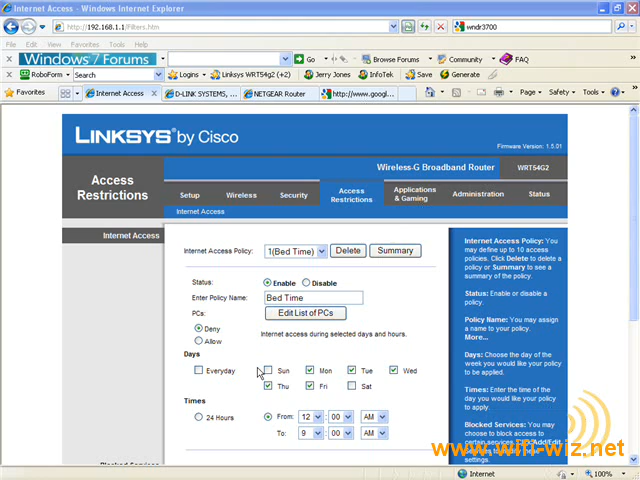 Internet Access - Windows Internet Explorer
http://192.168.1.1/Filters.htm
wndr3700
File Edit View Favorites Tools Help
Windows 7 Forums Go Browse Forums Community FAQ
RoboForm Search Logins Linksys WRT54g2 (+2) Jerry Jones InfoTek Save Generate
Favorites Internet Access D-LINK SYSTEMS, ... NETGEAR Router http://www.googl... Page Safety Tools
LINKSYS® by Cisco
Firmware Version: 1.5.01
Access Restrictions
Wireless-G Broadband Router WRT54G2
Setup Wireless Security Access Restrictions Applications & Gaming Administration Status
Internet Access
Internet Access
Internet Access Policy: 1(Bed Time) Delete Summary
Status: Enable Disable
Enter Policy Name: Bed Time
PCs: Edit List of PCs
Deny
Allow
Internet access during selected days and hours.
Days
Everyday Sun Mon Tue Wed
Thu Fri Sat
Times
24 Hours From: 12 : 00 AM
To: 9 : 00 AM
Internet Access Policy: You
may define up to 10 access
policies. Click Delete to delete a
policy or Summary to see a
summary of the policy.
Status: Enable or disable a
policy.
Policy Name: You may assign
a name to your policy.
More...
Days: Choose the day of the
week you would like your policy
to be applied.
Times: Enter the time of the
day you would like your policy
to apply.
Blocked Services: You may
choose to block access to
certain services. Click Add/Edit
settings
www.wifi-wiz.net
Internet 100%